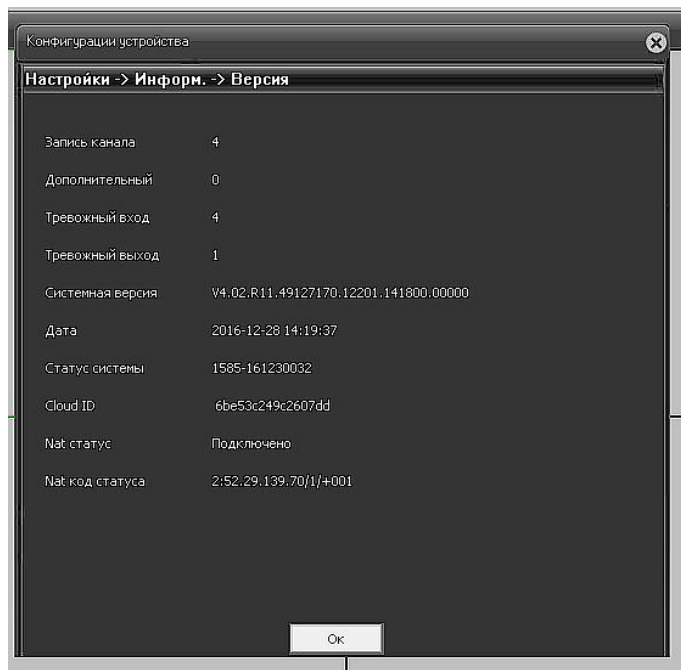 Конфигурации устройства
Настройки -> Информ. -> Версия
Запись канала 4
Дополнительный 0
Тревожный вход 4
Тревожный выход 1
Системная версия V4.02.R11.49127170.12201.141800.00000
Дата 2016-12-28 14:19:37
Статус системы 1585-161230032
Cloud ID 6be53c249c2607dd
Nat статус Подключено
Nat код статуса 2:52.29.139.70/1/+001
Ок